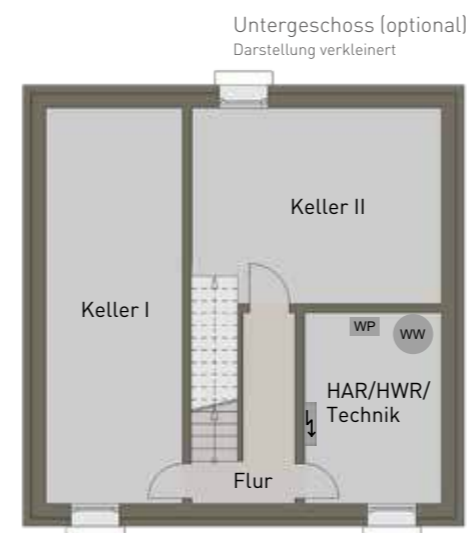 Untergeschoss (optional)
Darstellung verkleinert
Keller II
Keller I
WP
WW
HAR/HWR/
Technik
Flur